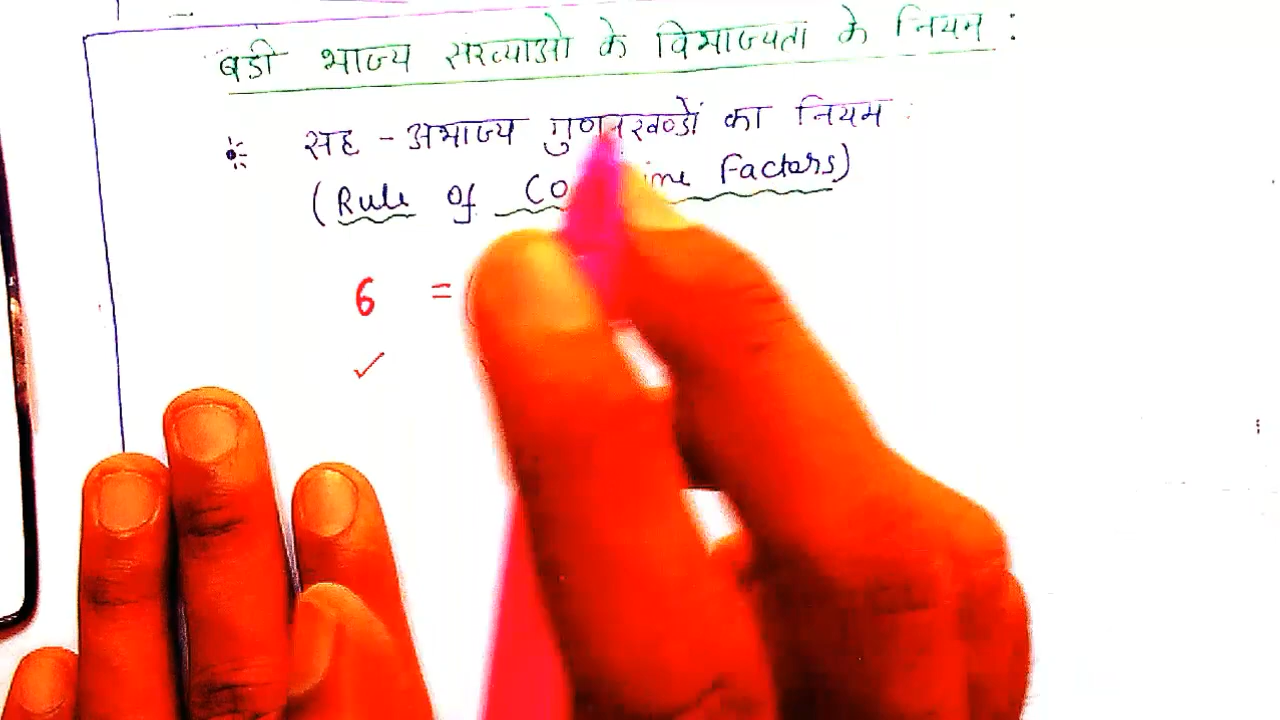 बडी भाज्य संख्याओ के विभाज्यता के नियम :
सह - अभाज्य गुणनखण्डों का नियम :
(Rule of Factors)
6 =
✓